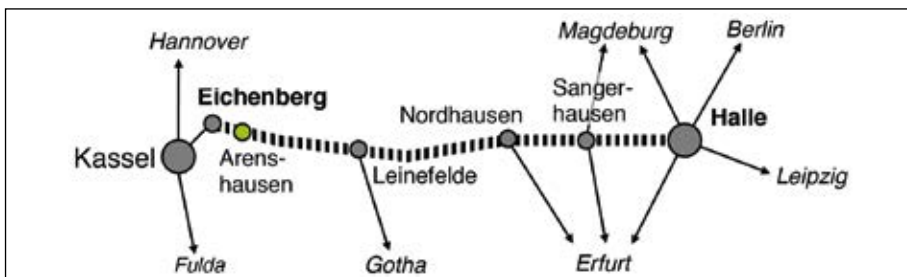 Hannover
Magdeburg
Berlin
Eichenberg
Nordhausen
Sanger-
hausen
Halle
Kassel
Arens-
hausen
Leinefelde
Leipzig
Fulda
Gotha
Erfurt